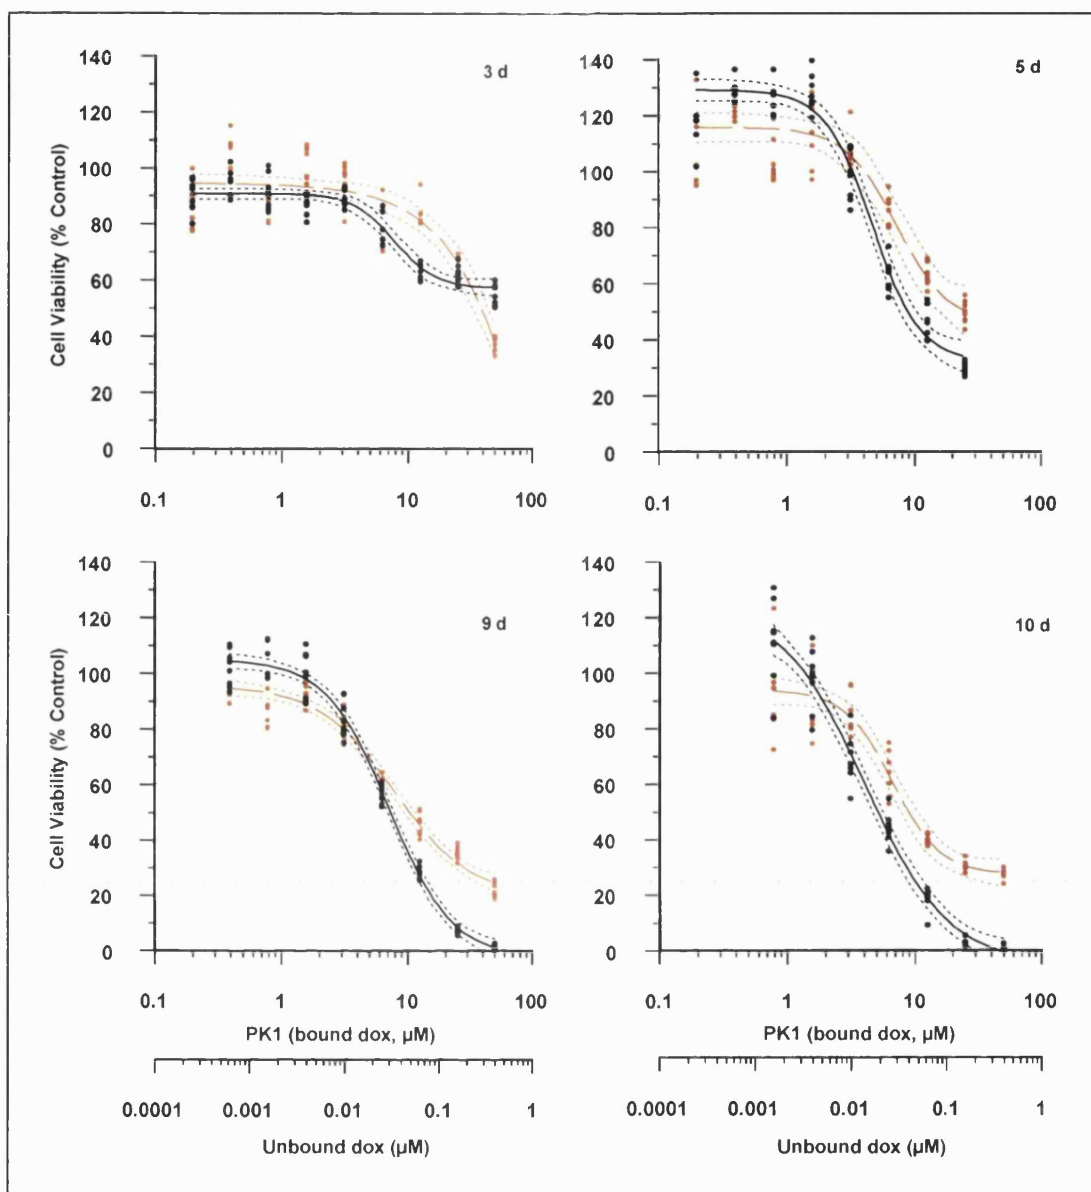 3 d
Cell Viability (% Control)
140
120
100
80
60
40
20
0
0.1 1 10 100
5 d
140
120
100
80
60
40
20
0
0.1 1 10 100
9 d
Cell Viability (% Control)
140
120
100
80
60
40
20
0
0.1 1 10 100
PK1 (bound dox, µM)
0.0001 0.001 0.01 0.1 1
Unbound dox (µM)
10 d
140
120
100
80
60
40
20
0
0.1 1 10 100
PK1 (bound dox, µM)
0.0001 0.001 0.01 0.1 1
Unbound dox (µM)